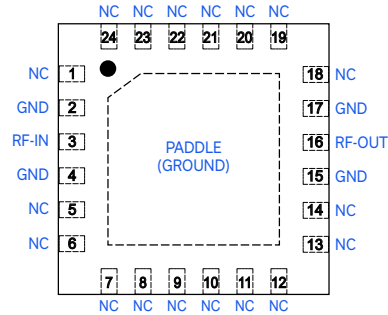 NC NC NC NC NC NC
24 23 22 21 20 19
NC 1 18 NC
GND 2 17 GND
RF-IN 3 16 RF-OUT
GND 4 15 GND
NC 5 14 NC
NC 6 13 NC
PADDLE
(GROUND)
7 8 9 10 11 12
NC NC NC NC NC NC